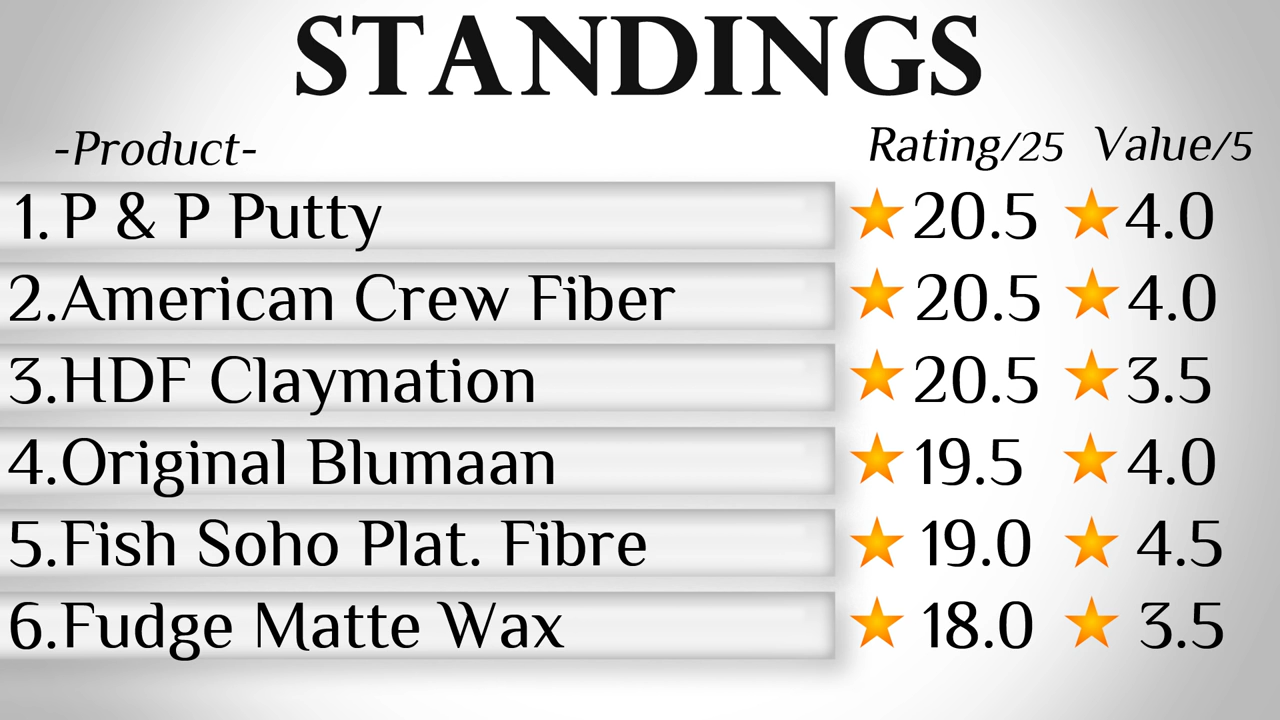 STANDINGS
-Product- Rating/25 Value/5
1. P & P Putty 20.5 4.0
2. American Crew Fiber 20.5 4.0
3. HDF Claymation 20.5 3.5
4. Original Blumaan 19.5 4.0
5. Fish Soho Plat. Fibre 19.0 4.5
6. Fudge Matte Wax 18.0 3.5